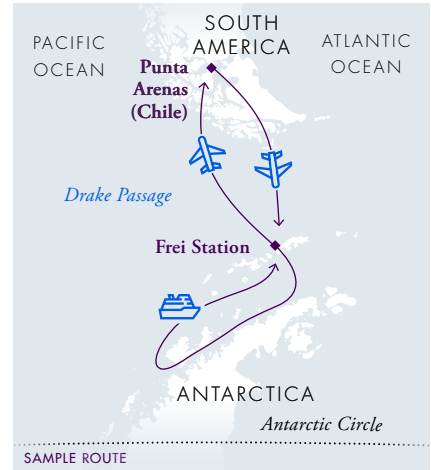 SOUTH
AMERICA
PACIFIC
OCEAN
ATLANTIC
OCEAN
Punta
Arenas
(Chile)
Drake Passage
Frei Station
ANTARCTICA
Antarctic Circle
SAMPLE ROUTE